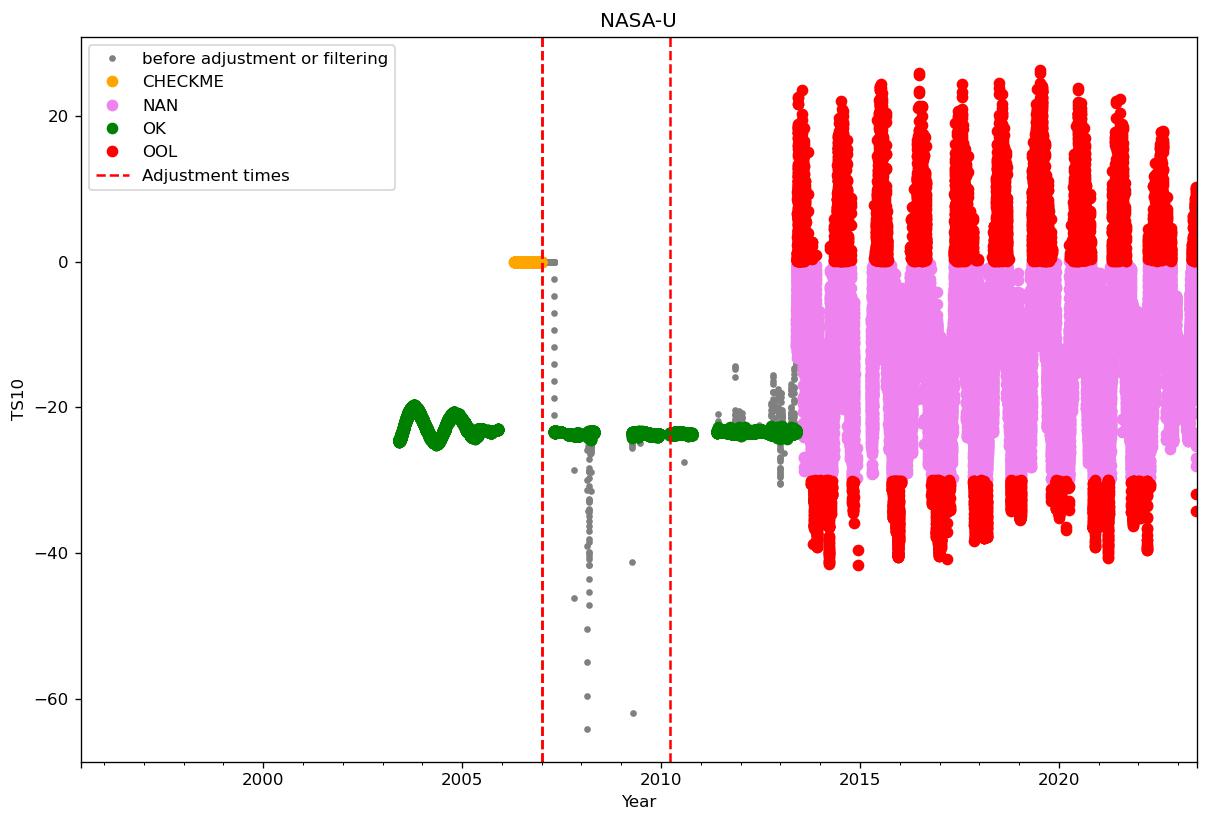 NASA-U
before adjustment or filtering
CHECKME
NAN
OK
OOL
Adjustment times
20
0
−20
−40
−60
TS10
2000
2005
2010
2015
2020
Year